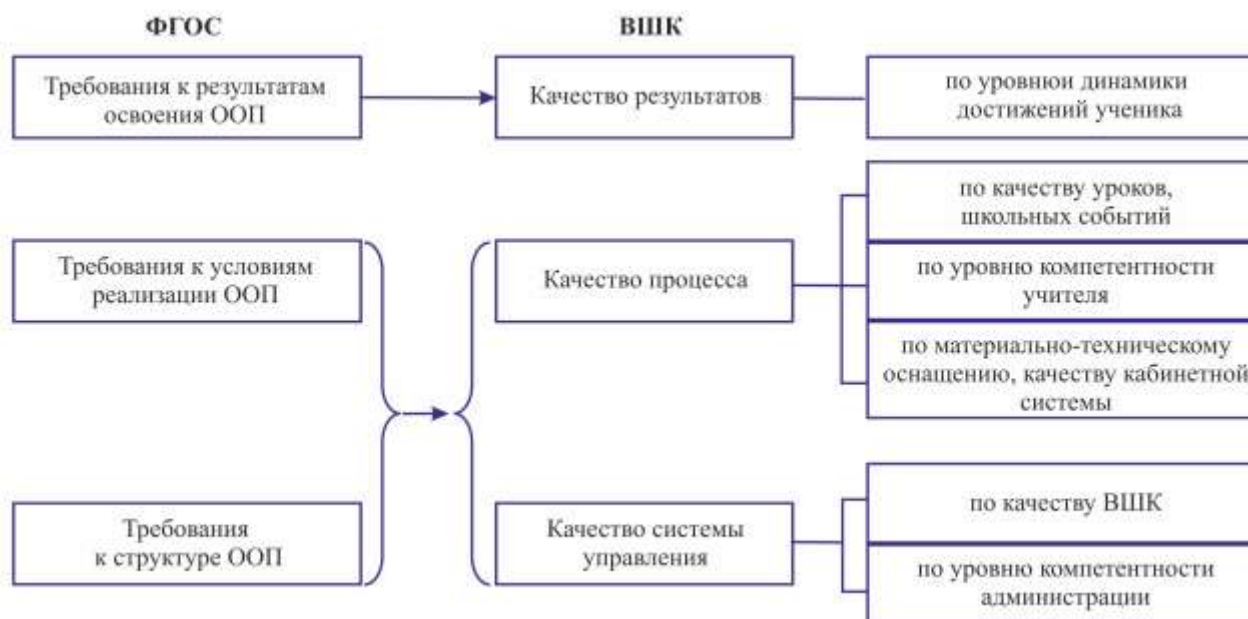 ФГОС
ВШК
Требования к результатам
освоения ООП
Качество результатов
по уровнюи динамики
достижений ученика
по качеству уроков,
школьных событий
Требования к условиям
реализации ООП
Качество процесса
по уровню компетентности
учителя
по материально-техническому
оснащению, качеству кабинетной
системы
Требования
к структуре ООП
Качество системы
управления
по качеству ВШК
по уровню компетентности
администрации